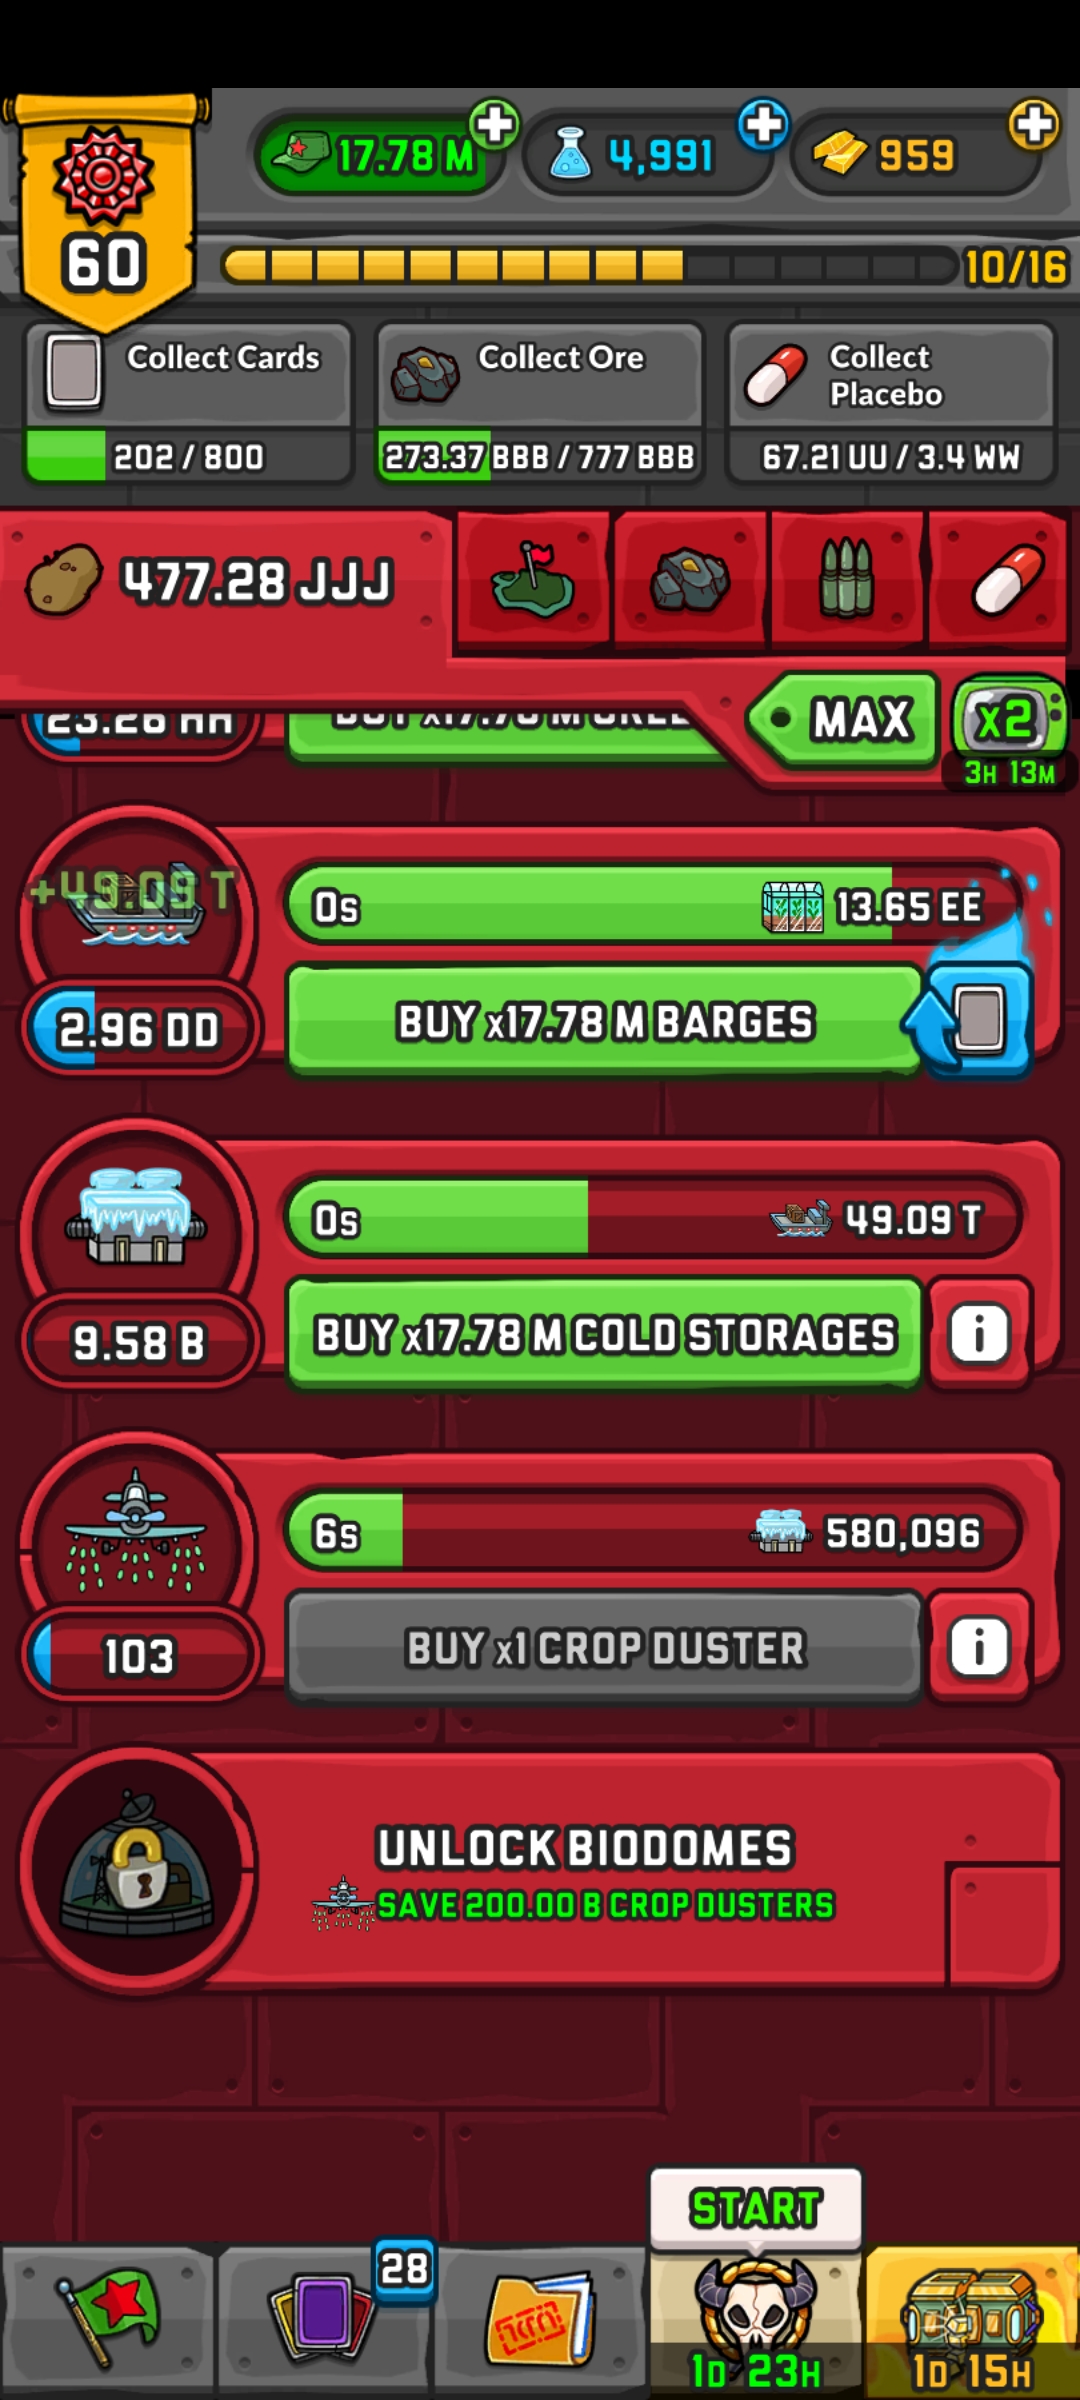 17.78 M
4,991
959
60
10/16
Collect Cards
202 / 800
Collect Ore
273.37 BBB / 777 BBB
Collect
Placebo
67.21 UU / 3.4 WW
477.28 JJJ
MAX
x2
3H 13M
+49.09 T
0s
13.65 EE
2.96 DD
BUY x17.78 M BARGES
0s
49.09 T
9.58 B
BUY x17.78 M COLD STORAGES
i
6s
580,096
103
BUY x1 CROP DUSTER
i
UNLOCK BIODOMES
SAVE 200.00 B CROP DUSTERS
START
28
1D 23H
1D 15H